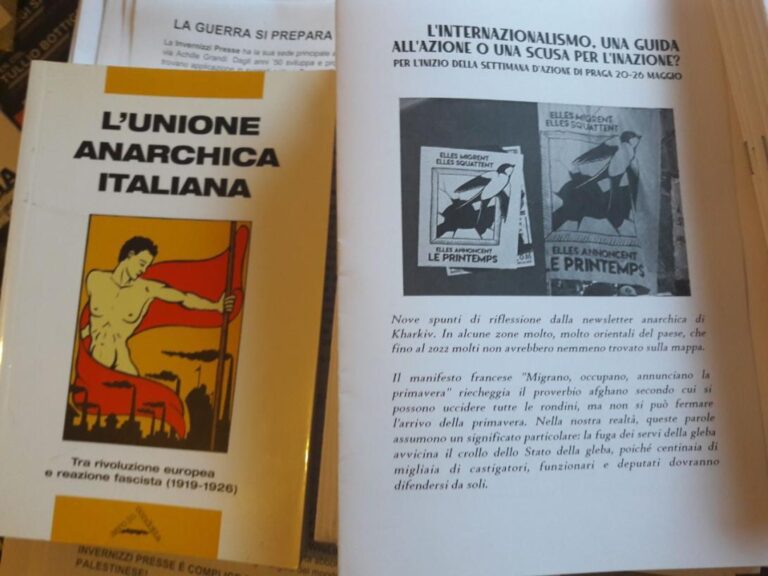 LA GUERRA SI PREPARA
La Invernizzi Presse ha la sua sede principale
via Achille Grandi. Dagli anni '50 sviluppa e
L'UNIONE
ANARCHICA
ITALIANA
Tra rivoluzione europea
e reazione fascista (1919-1926)
INVERNIZZI PRESSE È COMPLICE
PALESTINESE!
L'INTERNAZIONALISMO, UNA GUIDA
ALL'AZIONE O UNA SCUSA PER L'INAZIONE?
PER L'INIZIO DELLA SETTIMANA D'AZIONE DI PRAGA 20-26 MAGGIO
ELLES MIGRENT
ELLES SQUATTENT
ELLES ANNONCENT
LE PRINTEMPS
ELLES MIGRENT
ELLES SQUATTENT
ELLES ANNONCENT
LE PRINTEMPS
Nove spunti di riflessione dalla newsletter anarchica di
Kharkiv. In alcune zone molto, molto orientali del paese, che
fino al 2022 molti non avrebbero nemmeno trovato sulla mappa.
Il manifesto francese "Migrano, occupano, annunciano la
primavera" riecheggia il proverbio afghano secondo cui si
possono uccidere tutte le rondini, ma non si può fermare
l'arrivo della primavera. Nella nostra realtà, queste parole
assumono un significato particolare: la fuga dei servi della gleba
avvicina il crollo dello Stato della gleba, poiché centinaia di
migliaia di castigatori, funzionari e deputati dovranno
difendersi da soli.